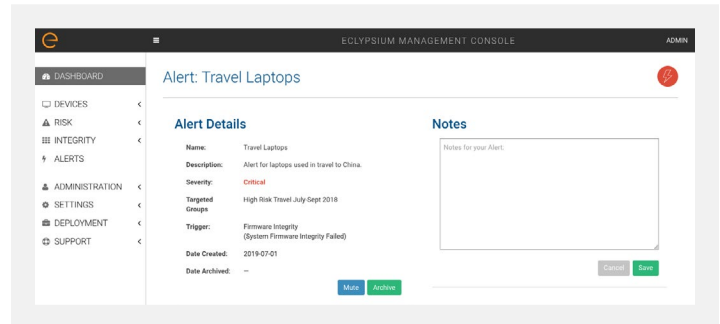 ECLYPSIUM MANAGEMENT CONSOLE
ADMIN
DASHBOARD
DEVICES
RISK
INTEGRITY
ALERTS
ADMINISTRATION
SETTINGS
DEPLOYMENT
SUPPORT
Alert: Travel Laptops
Alert Details
Name: Travel Laptops
Description: Alert for laptops used in travel to China.
Severity: Critical
Targeted Groups High Risk Travel July-Sept 2018
Trigger: Firmware Integrity
(System Firmware Integrity Failed)
Date Created: 2019-07-01
Date Archived: —
Mute Archive
Notes
Notes for your Alert.
Cancel Save